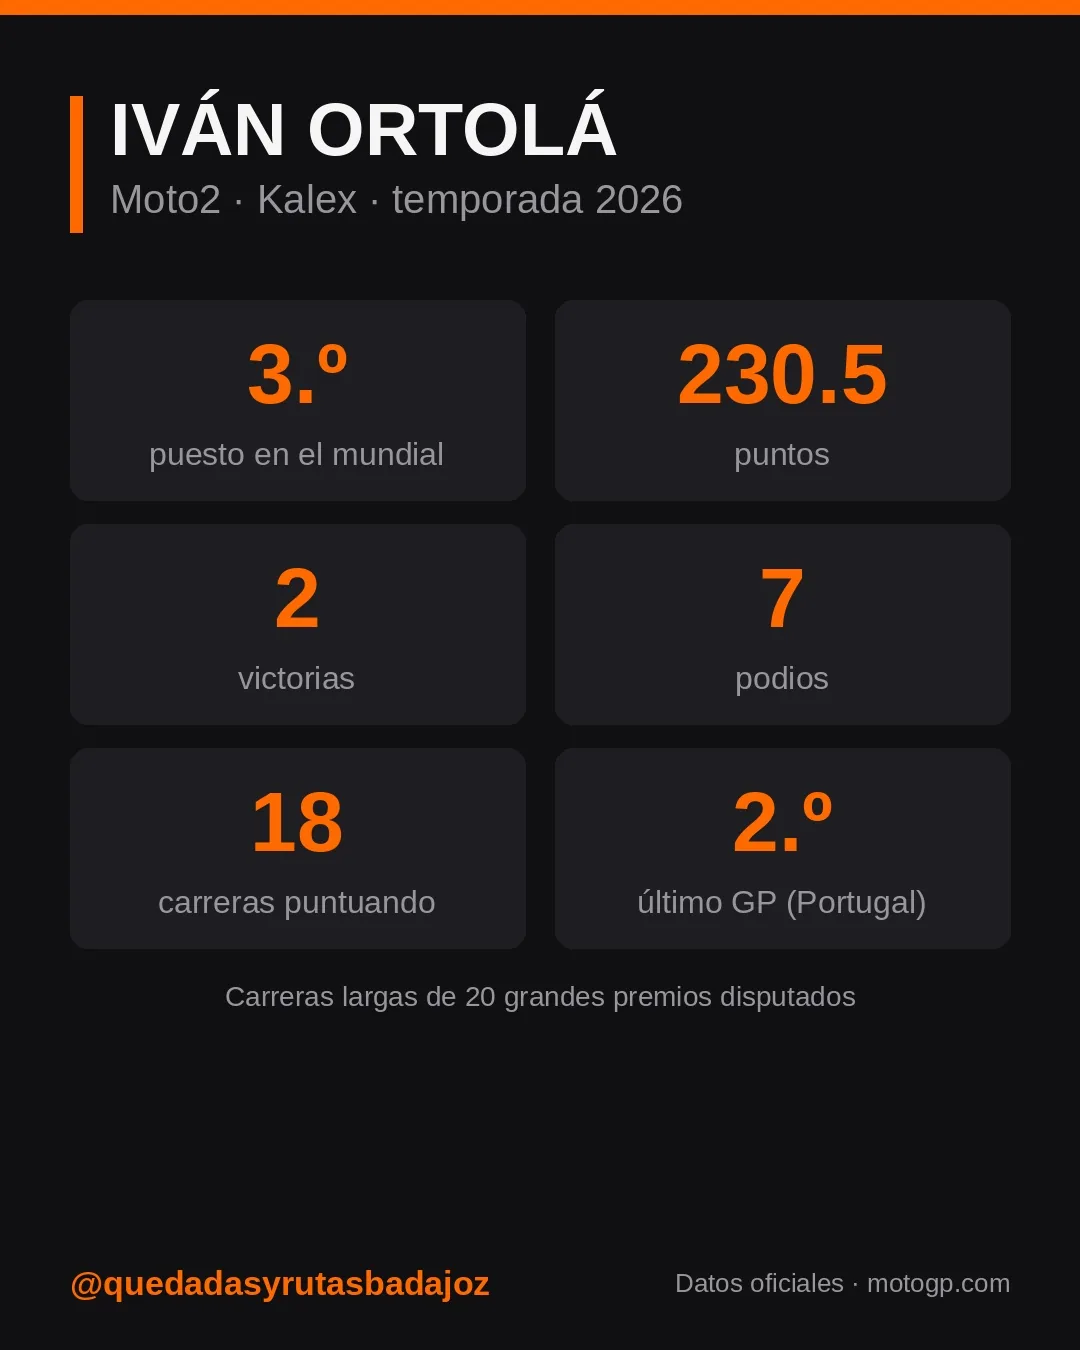 IVÁN ORTOLÁ
Moto2 · Kalex · temporada 2026
3.º
puesto en el mundial
230.5
puntos
2
victorias
7
podios
18
carreras puntuando
2.º
último GP (Portugal)
Carreras largas de 20 grandes premios disputados
@quedadasyrutasbadajoz
Datos oficiales · motogp.com